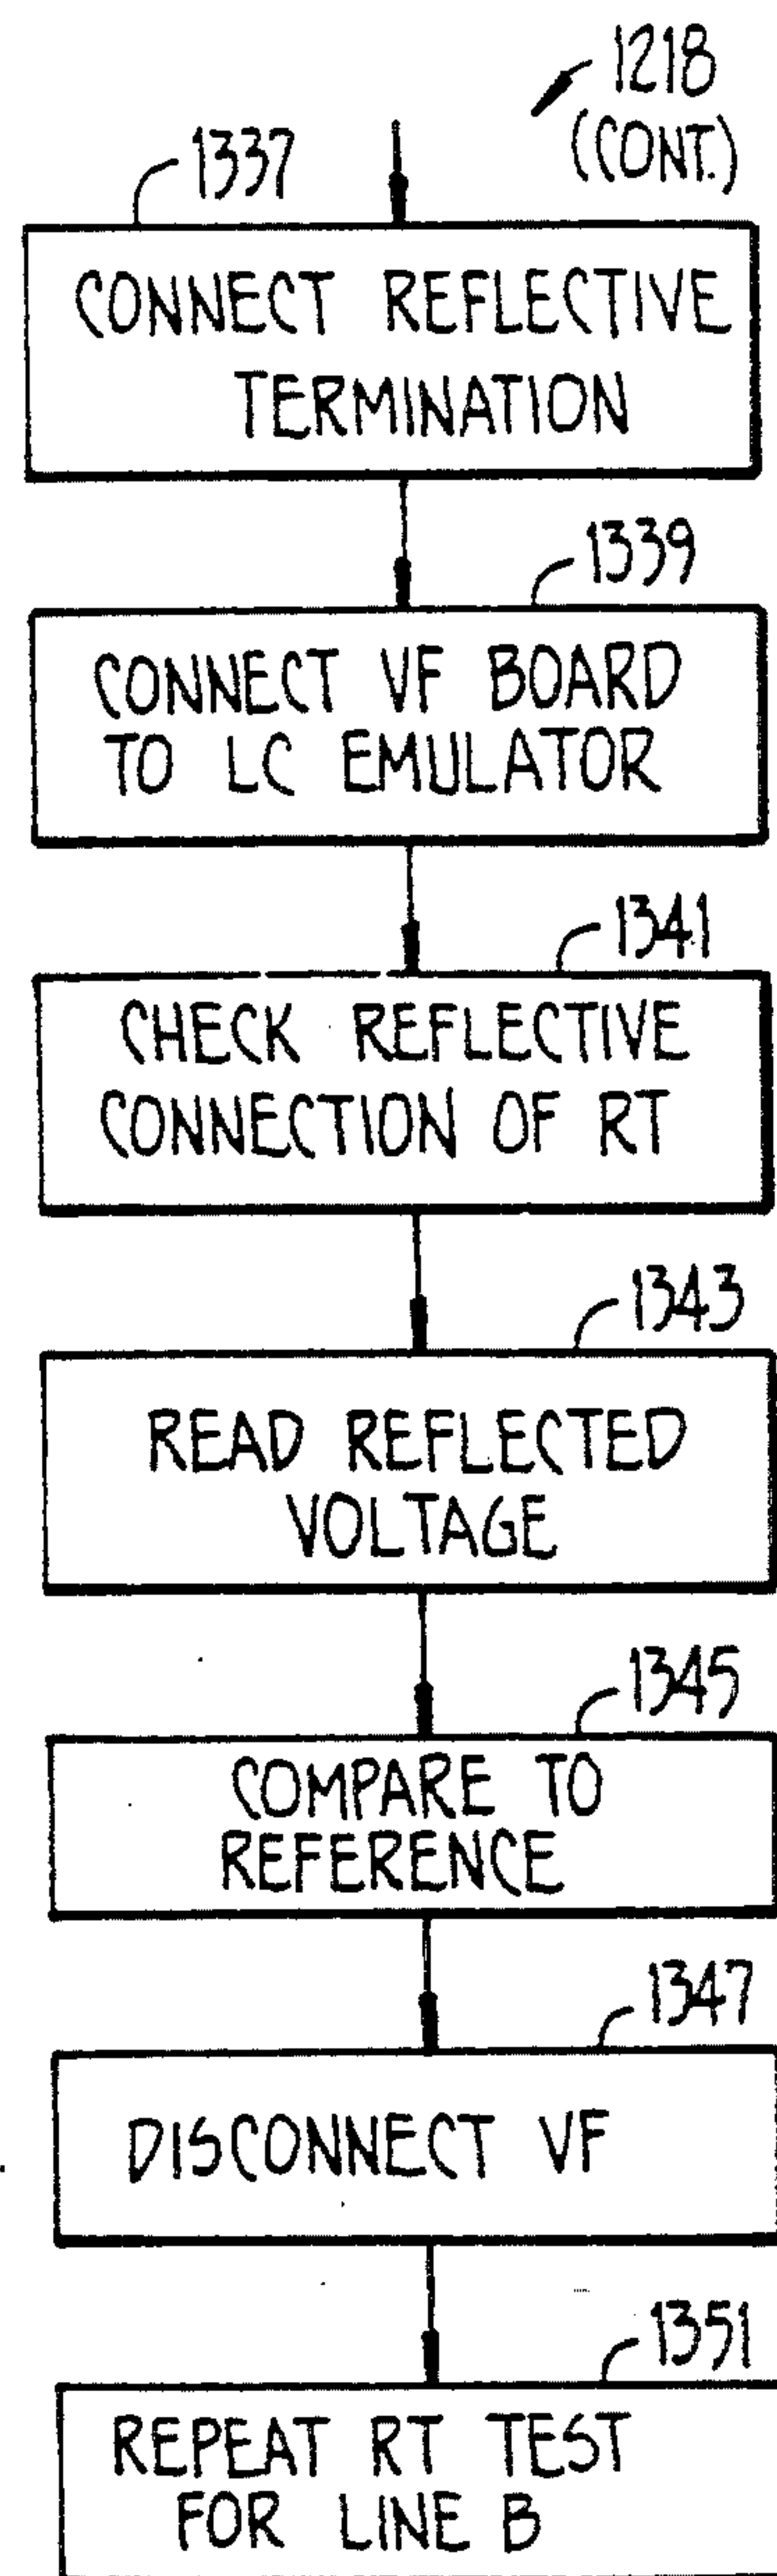 1218
(CONT.)
1337
CONNECT REFLECTIVE
TERMINATION
1339
CONNECT VF BOARD
TO LC EMULATOR
1341
CHECK REFLECTIVE
CONNECTION OF RT
1343
READ REFLECTED
VOLTAGE
1345
COMPARE TO
REFERENCE
1347
DISCONNECT VF
1351
REPEAT RT TEST
FOR LINE B